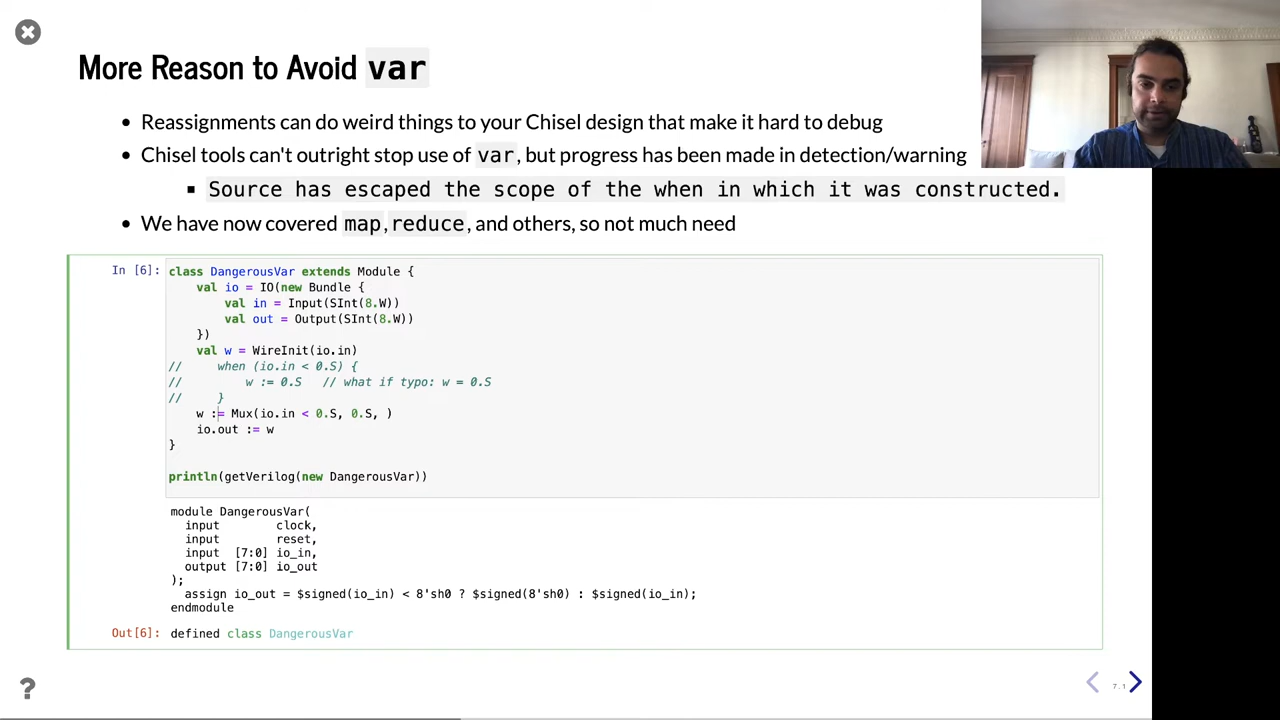 More Reason to Avoid var
Reassignments can do weird things to your Chisel design that make it hard to debug
Chisel tools can't outright stop use of var, but progress has been made in detection/warning
Source has escaped the scope of the when in which it was constructed.
We have now covered map, reduce, and others, so not much need
In [6]:
class DangerousVar extends Module {
    val io = IO(new Bundle {
        val in = Input(SInt(8.W))
        val out = Output(SInt(8.W))
    })
    val w = WireInit(io.in)
//     when (io.in < 0.S) {
//         w := 0.S   // what if typo: w = 0.S
//     }
    w := Mux(io.in < 0.S, 0.S, )
    io.out := w
}
println(getVerilog(new DangerousVar))
module DangerousVar(
  input        clock,
  input        reset,
  input  [7:0] io_in,
  output [7:0] io_out
);
  assign io_out = $signed(io_in) < 8'sh0 ? $signed(8'sh0) : $signed(io_in);
endmodule
Out[6]: defined class DangerousVar
?
7.1